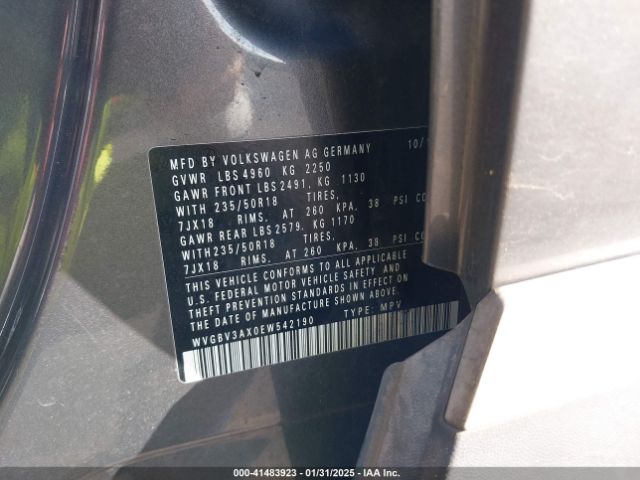 MFD BY VOLKSWAGEN AG GERMANY 10/
GVWR LBS 4960 KG 2250
GAWR FRONT LBS 2491, KG 1130
WITH 235/50R18 TIRES,
7JX18 RIMS. AT 260 KPA, 38 PSI CO
GAWR REAR LBS 2579, KG 1170
WITH235/50R18 TIRES,
7JX18 RIMS. AT 260 KPA, 38 PSI CO
THIS VEHICLE CONFORMS TO ALL APPLICABLE
U.S. FEDERAL MOTOR VEHICLE SAFETY AND
THEFT PREVENTION STANDARDS IN EFFECT ON
THE DATE OF MANUFACTURE SHOWN ABOVE.
WVGBV3AX0EW542190 TYPE: MPV
000-41483923 - 01/31/2025 - IAA Inc.